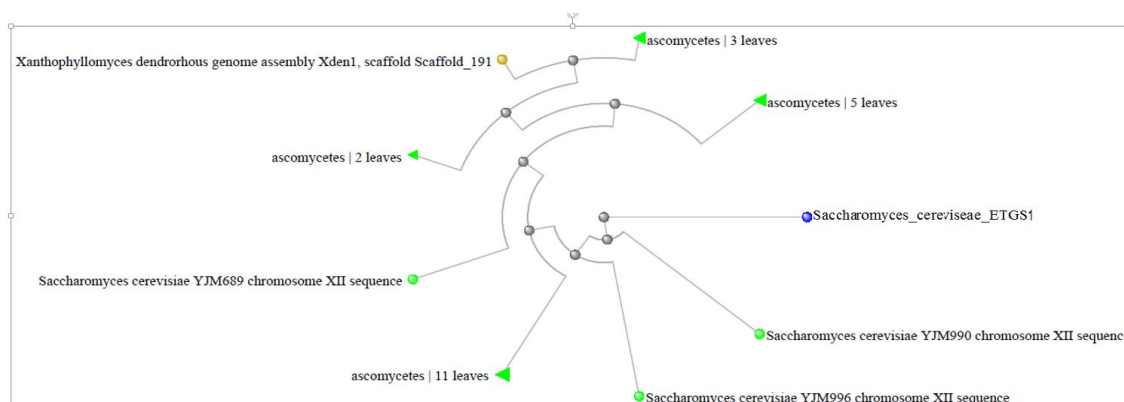 ascomycetes | 3 leaves
Xanthophyllomyces dendrorhous genome assembly Xden1, scaffold Scaffold_191
ascomycetes | 5 leaves
ascomycetes | 2 leaves
Saccharomyces_cereviseae_ETGS1
Saccharomyces cerevisiae YJM689 chromosome XII sequence
Saccharomyces cerevisiae YJM990 chromosome XII sequence
ascomycetes | 11 leaves
Saccharomyces cerevisiae YJM996 chromosome XII sequence